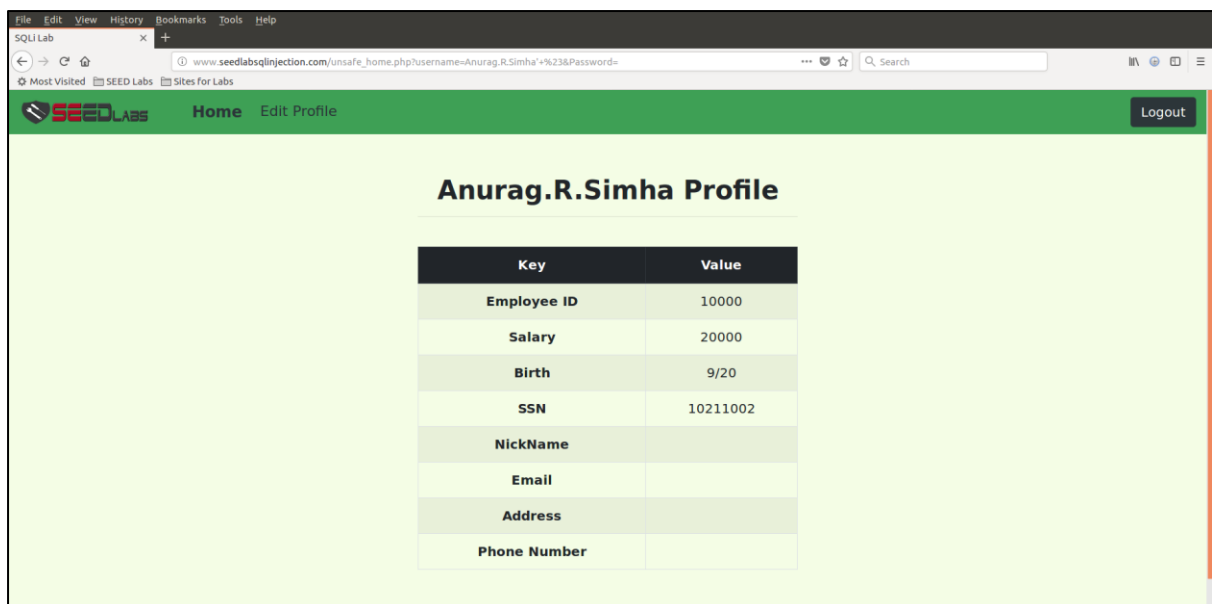 File Edit View History Bookmarks Tools Help
SQLi Lab × +
www.seedlabsqlinjection.com/unsafe_home.php?username=Anurag.R.Simha'+%23&Password= Search
Most Visited SEED Labs Sites for Labs
SEEDLABS Home Edit Profile Logout
Anurag.R.Simha Profile
Key Value
Employee ID 10000
Salary 20000
Birth 9/20
SSN 10211002
NickName
Email
Address
Phone Number